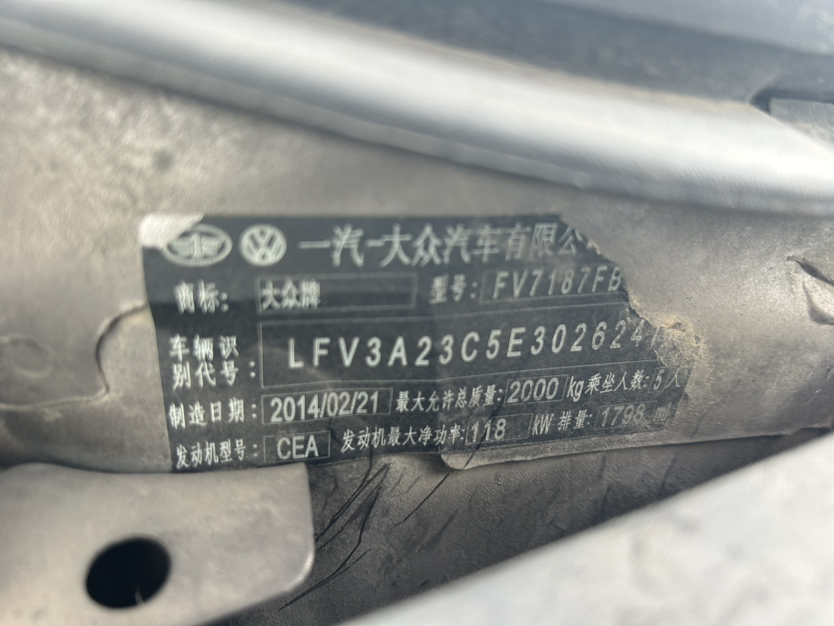 一汽-大众汽车有限公
商标: 大众牌 型号: FV7187FB
车辆识别代号: LFV3A23C5E302624
制造日期: 2014/02/21 最大允许总质量: 2000 kg 乘坐人数: 5 人
发动机型号: CEA 发动机最大净功率: 118 kW 排量: 1798